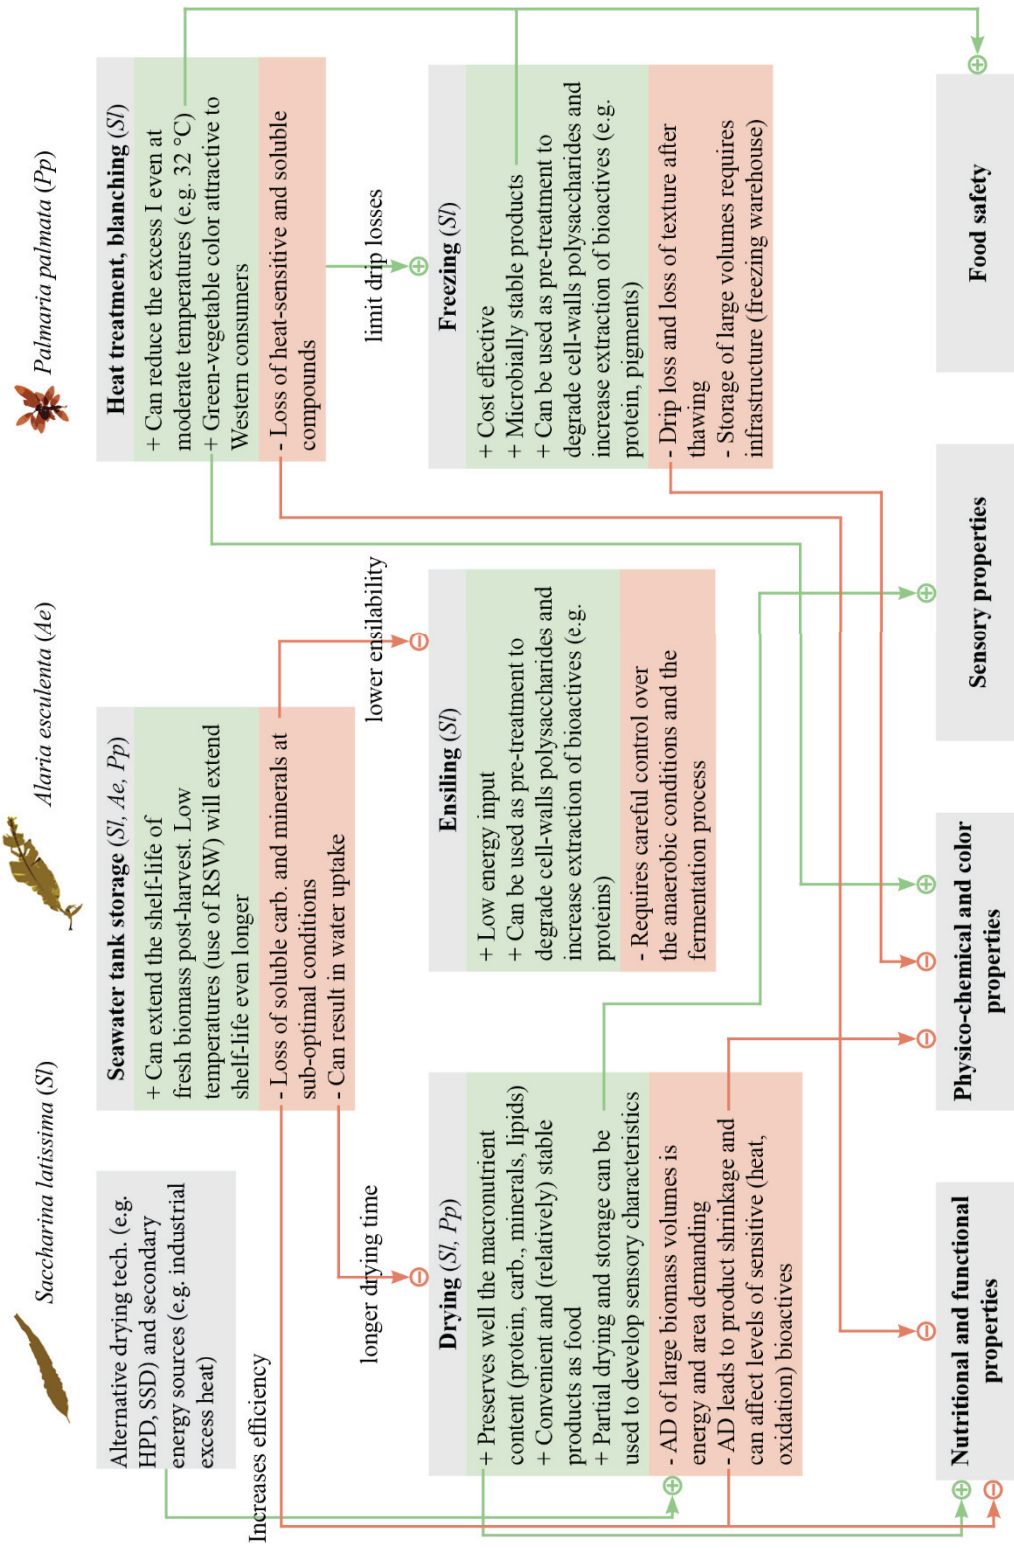 Saccharina latissima (Sl)
Alaria esculenta (Ae)
Palmaria palmata (Pp)
Alternative drying tech. (e.g.
HPD, SSD) and secondary
energy sources (e.g. industrial
excess heat)
Seawater tank storage (Sl, Ae, Pp)
+ Can extend the shelf-life of
fresh biomass post-harvest. Low
temperatures (use of RSW) will extend
shelf-life even longer
- Loss of soluble carb. and minerals at
sub-optimal conditions
- Can result in water uptake
Heat treatment, blanching (Sl)
+ Can reduce the excess I even at
moderate temperatures (e.g. 32 °C)
+ Green-vegetable color attractive to
Western consumers
- Loss of heat-sensitive and soluble
compounds
Increases efficiency
longer drying time
lower ensilability
limit drip losses
Drying (Sl, Pp)
+ Preserves well the macronutrient
content (protein, carb., minerals, lipids)
+ Convenient and (relatively) stable
products as food
+ Partial drying and storage can be
used to develop sensory characteristics
- AD of large biomass volumes is
energy and area demanding
- AD leads to product shrinkage and
can affect levels of sensitive (heat,
oxidation) bioactives
Ensiling (Sl)
+ Low energy input
+ Can be used as pre-treatment to
degrade cell-walls polysaccharides and
increase extraction of bioactives (e.g.
proteins)
- Requires careful control over
the anaerobic conditions and the
fermentation process
Freezing (Sl)
+ Cost effective
+ Microbially stable products
+ Can be used as pre-treatment to
degrade cell-walls polysaccharides and
increase extraction of bioactives (e.g.
protein, pigments)
- Drip loss and loss of texture after
thawing
- Storage of large volumes requires
infrastructure (freezing warehouse)
Nutritional and functional
properties
Physico-chemical and color
properties
Sensory properties
Food safety